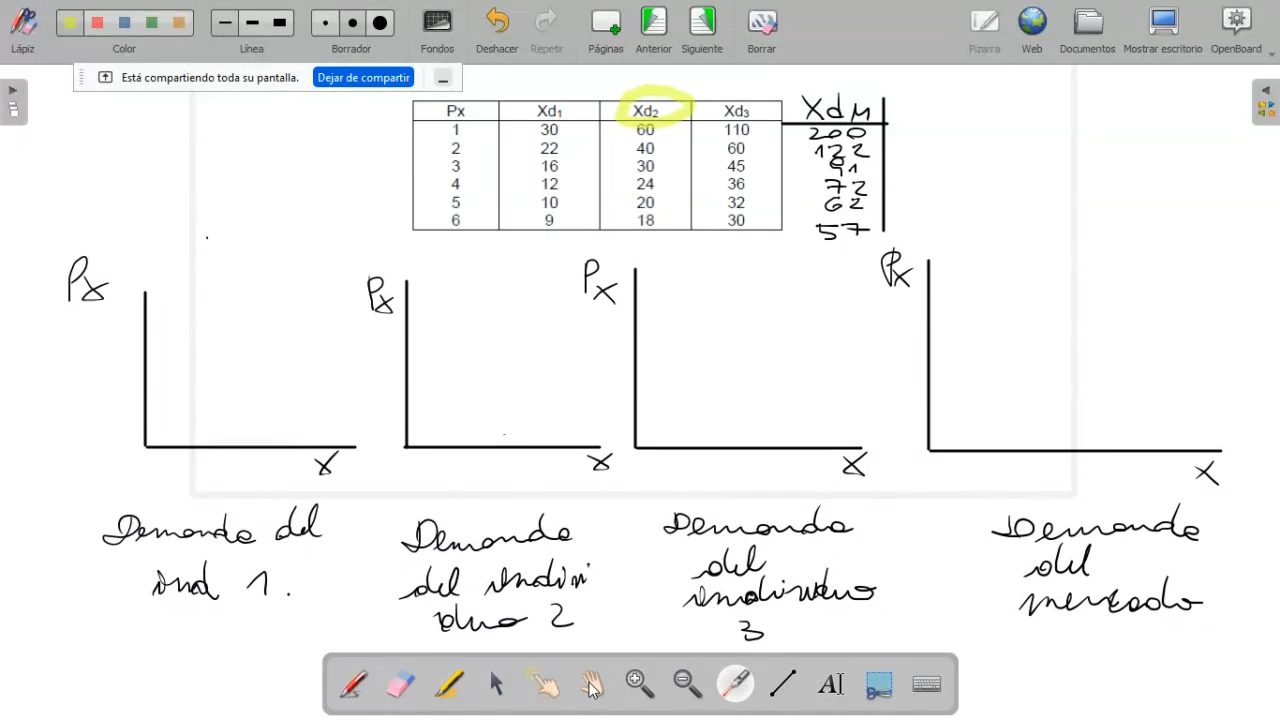 Lápiz Color Línea Borrador Fondos Deshacer Repetir Páginas Anterior Siguiente Borrar Pizarra Web Documentos Mostrar escritorio OpenBoard
Está compartiendo toda su pantalla. Dejar de compartir
Px Xd1 Xd2 Xd3 XdM
1 30 60 110 200
2 22 40 60 122
3 16 30 45 91
4 12 24 36 72
5 10 20 32 62
6 9 18 30 57
Px Px Px Px
X X X X
Demanda del
ind 1.
Demanda
del indivi
duo 2
Demanda
del
individuo
3
Demanda
del
mercado